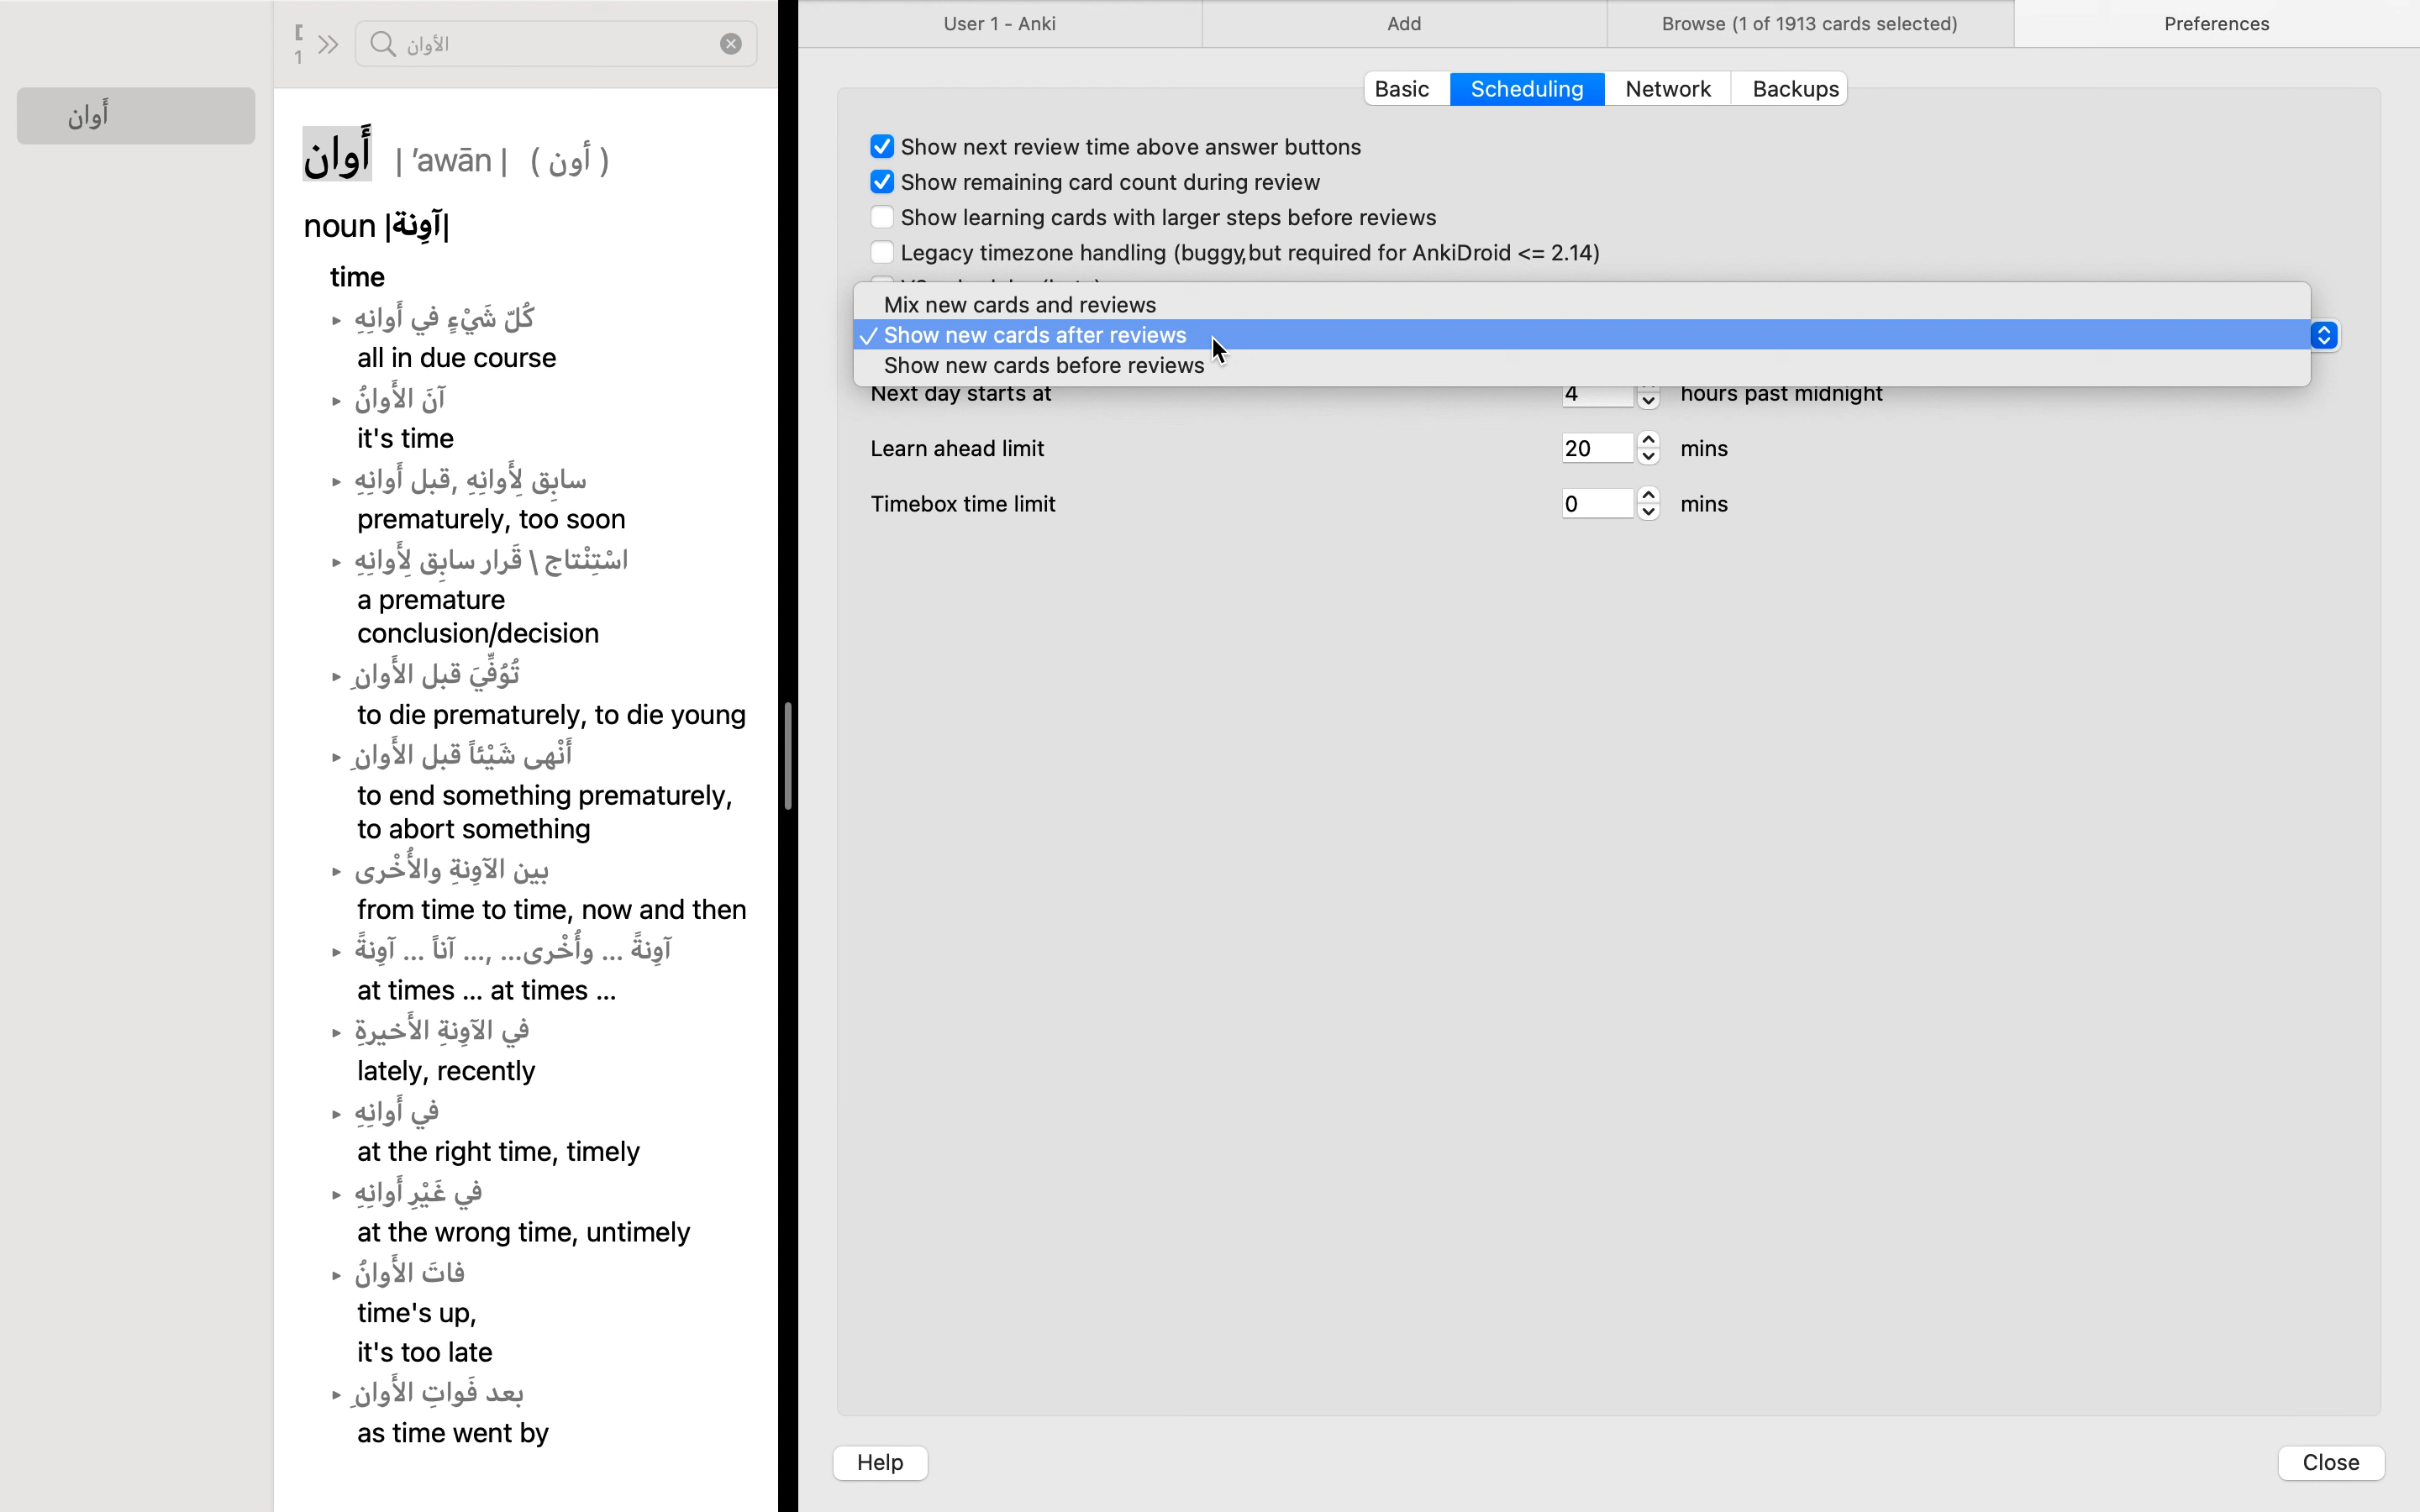 الأوان
أَوان
أَوان |'awān| (أون)
noun |آوِنة|
time
▸ كُلّ شَيْءٍ في أَوانِهِ
all in due course
▸ آنَ الأَوانُ
it's time
▸ سابِق لِأَوانِهِ ,قبل أَوانِهِ
prematurely, too soon
▸ اسْتِنْتاج \ قَرار سابِق لِأَوانِهِ
a premature
conclusion/decision
▸ تُوُفِّيَ قبل الأَوانِ
to die prematurely, to die young
▸ أَنْهى شَيْئاً قبل الأَوانِ
to end something prematurely,
to abort something
▸ بين الآوِنةِ والأُخْرى
from time to time, now and then
▸ آوِنةً ... وأُخْرى... ,... آناً ... آوِنةً
at times ... at times ...
▸ في الآوِنةِ الأَخيرةِ
lately, recently
▸ في أَوانِهِ
at the right time, timely
▸ في غَيْرِ أَوانِهِ
at the wrong time, untimely
▸ فاتَ الأَوانُ
time's up,
it's too late
▸ بعد فَواتِ الأَوانِ
as time went by
User 1 - Anki
Add
Browse (1 of 1913 cards selected)
Preferences
Basic
Scheduling
Network
Backups
Show next review time above answer buttons
Show remaining card count during review
Show learning cards with larger steps before reviews
Legacy timezone handling (buggy,but required for AnkiDroid <= 2.14)
Mix new cards and reviews
✓ Show new cards after reviews
Show new cards before reviews
Next day starts at 4 hours past midnight
Learn ahead limit 20 mins
Timebox time limit 0 mins
Help
Close